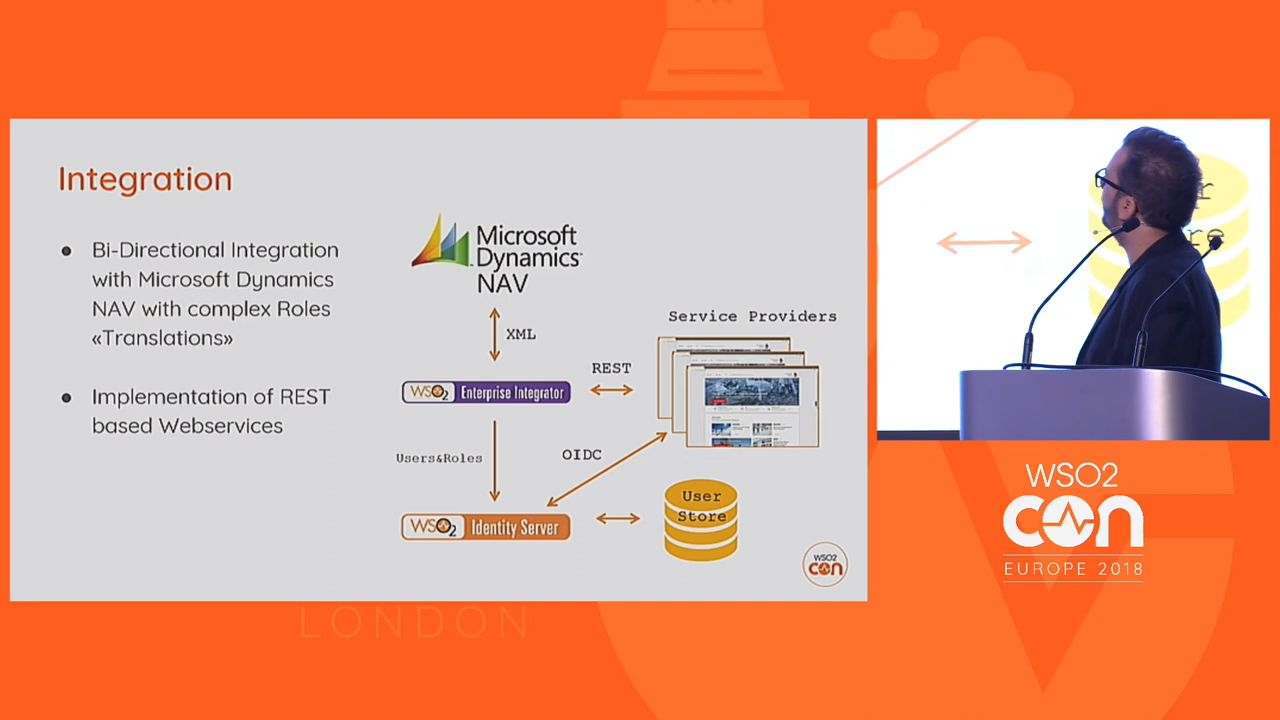 Integration
● Bi-Directional Integration
with Microsoft Dynamics
NAV with complex Roles
«Translations»
● Implementation of REST
based Webservices
Microsoft
Dynamics
NAV
XML
Service Providers
WSO2 Enterprise Integrator
REST
Users&Roles
OIDC
WSO2 Identity Server
User
Store
WSO2
con
r
re
WSO2
con
EUROPE 2018
LONDON